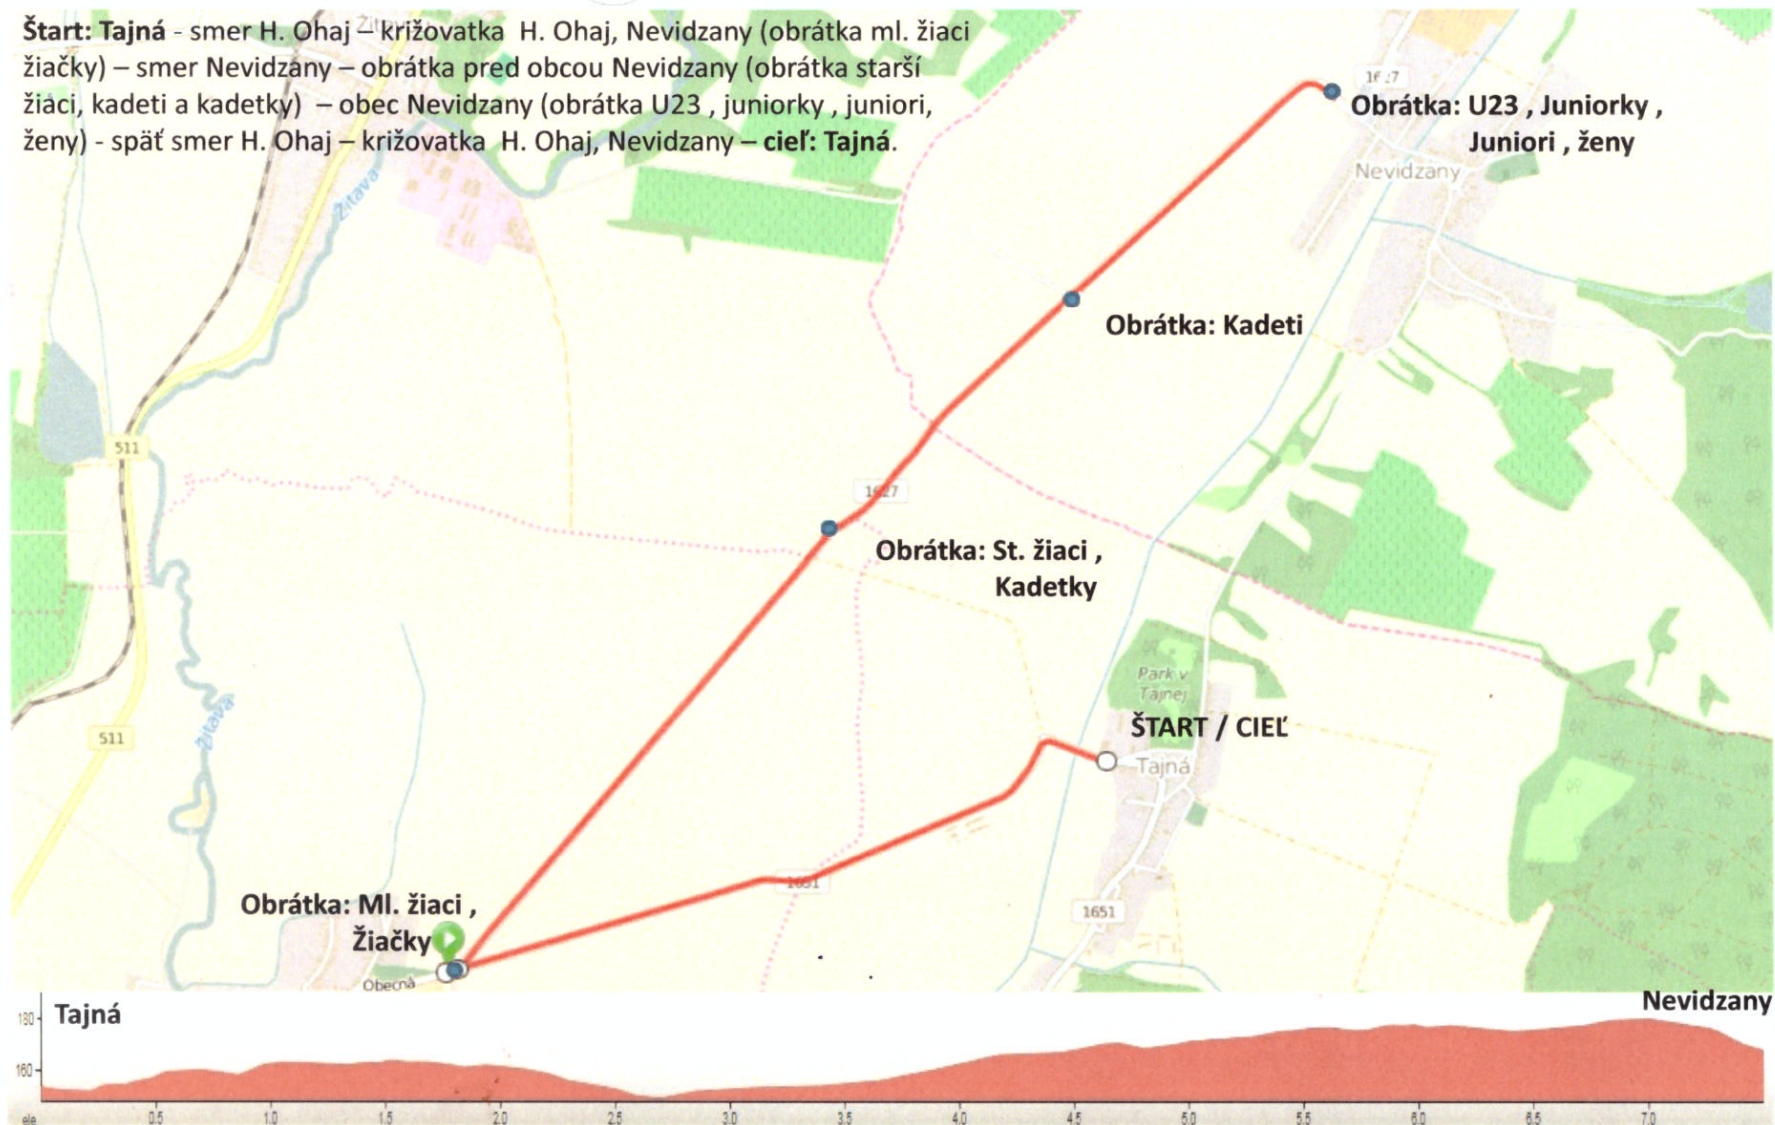 Štart: Tajná - smer H. Ohaj – križovatka H. Ohaj, Nevidzany (obrátka ml. žiaci
žiačky) – smer Nevidzany – obrátka pred obcou Nevidzany (obrátka starší
žiaci, kadeti a kadetky) – obec Nevidzany (obrátka U23 , juniorky , juniori,
ženy) - späť smer H. Ohaj – križovatka H. Ohaj, Nevidzany – cieľ: Tajná.
Obrátka: U23 , Juniorky ,
Juniori , ženy
Nevidzany
Žitava
Obrátka: Kadeti
511
1627
Obrátka: St. žiaci ,
Kadetky
Park v
Tajnej
Žitava
511
ŠTART / CIEĽ
Tajná
1651
Obrátka: Ml. žiaci ,
Žiačky
1651
Obecná
Tajná
Nevidzany
180
160
ele
0.5 1.0 1.5 2.0 2.5 3.0 3.5 4.0 4.5 5.0 5.5 6.0 6.5 7.0